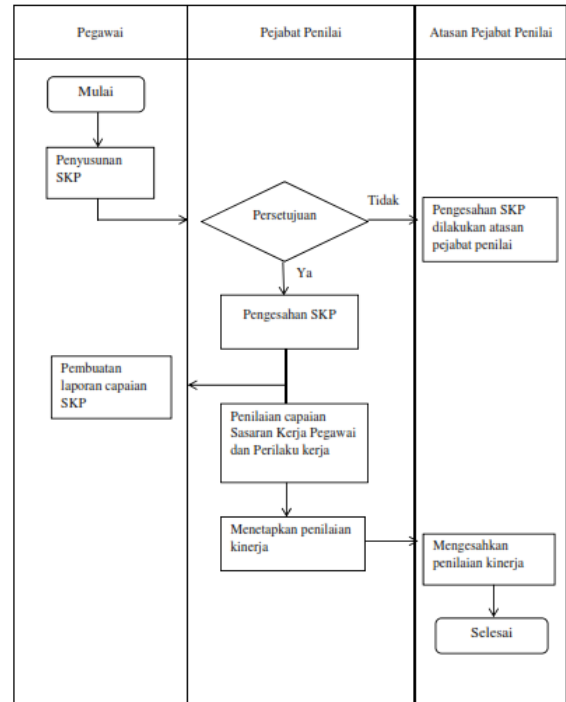 Pegawai
Pejabat Penilai
Atasan Pejabat Penilai
Mulai
Penyusunan
SKP
Persetujuan
Tidak
Pengesahan SKP
dilakukan atasan
pejabat penilai
Ya
Pengesahan SKP
Pembuatan
laporan capaian
SKP
Penilaian capaian
Sasaran Kerja Pegawai
dan Perilaku kerja
Menetapkan penilaian
kinerja
Mengesahkan
penilaian kinerja
Selesai